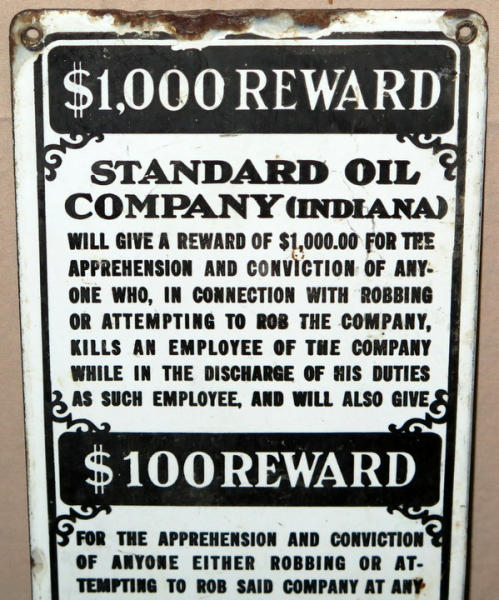 $1,000 REWARD
STANDARD OIL
COMPANY (INDIANA)
WILL GIVE A REWARD OF $1,000.00 FOR THE
APPREHENSION AND CONVICTION OF ANY-
ONE WHO, IN CONNECTION WITH ROBBING
OR ATTEMPTING TO ROB THE COMPANY,
KILLS AN EMPLOYEE OF THE COMPANY
WHILE IN THE DISCHARGE OF HIS DUTIES
AS SUCH EMPLOYEE, AND WILL ALSO GIVE
$100 REWARD
FOR THE APPREHENSION AND CONVICTION
OF ANYONE EITHER ROBBING OR AT-
TEMPTING TO ROB SAID COMPANY AT ANY